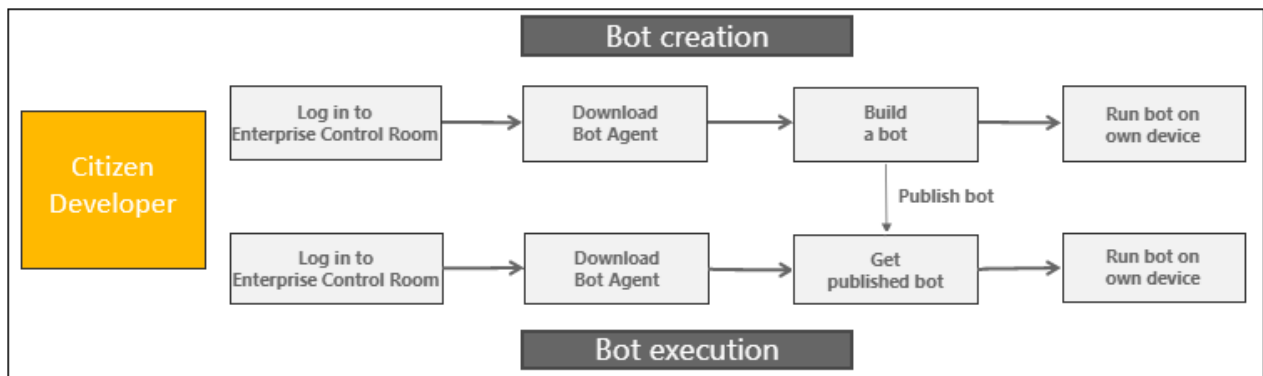 Bot creation
Citizen
Developer
Log in to
Enterprise Control Room
Download
Bot Agent
Build
a bot
Run bot on
own device
Publish bot
Log in to
Enterprise Control Room
Download
Bot Agent
Get
published bot
Run bot on
own device
Bot execution